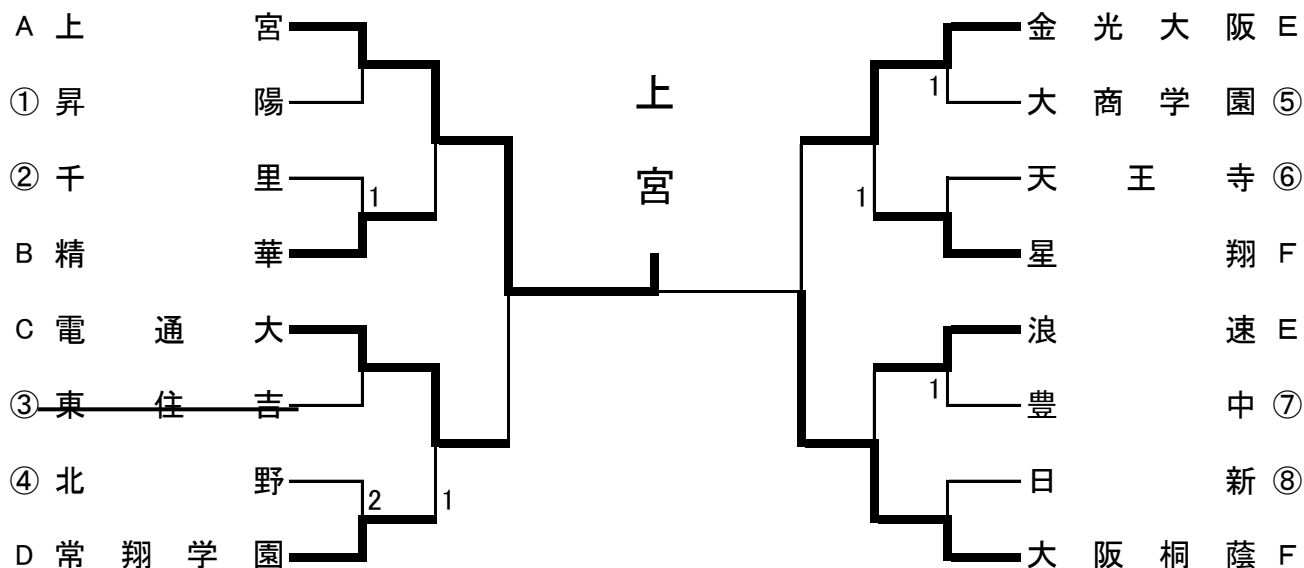 A 上宮
① 昇陽
1
② 千里
B 精華
C 電通大
③ 東住吉
④ 北野
2
1
D 常翔学園
上宮
金光大阪 E
1
大商学園 ⑤
天王寺 ⑥
1
星翔 F
浪速 E
1
豊中 ⑦
日新 ⑧
大阪桐蔭 F